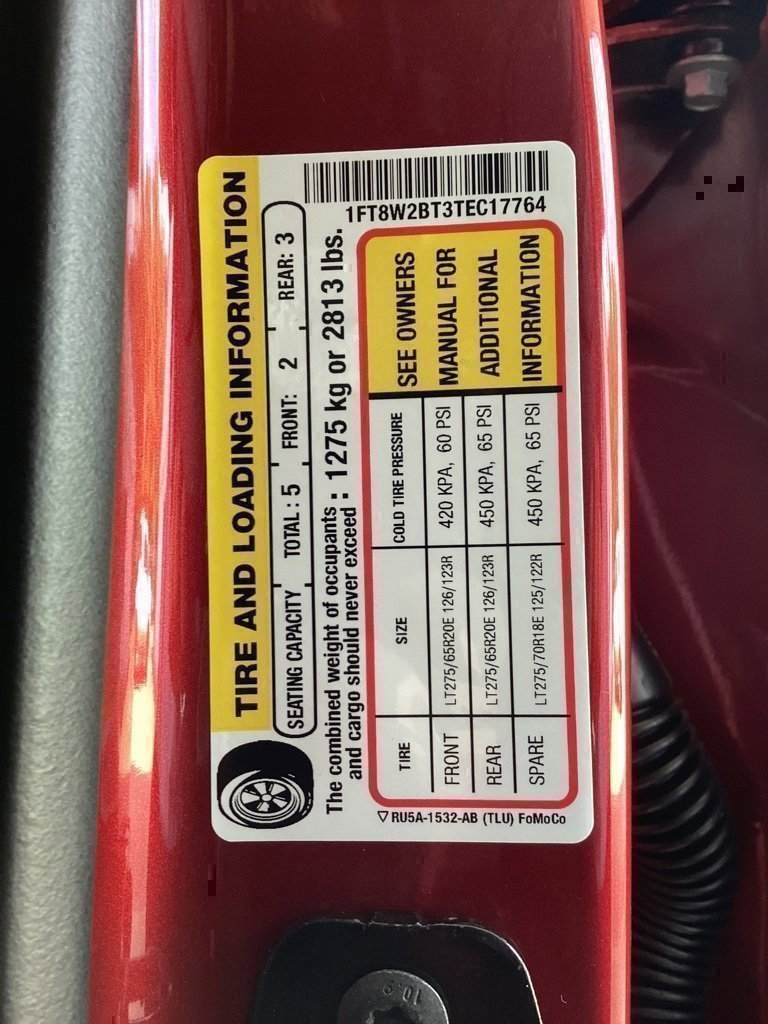 TIRE AND LOADING INFORMATION
SEATING CAPACITY TOTAL : 5 FRONT: 2 REAR: 3
The combined weight of occupants and cargo should never exceed : 1275 kg or 2813 lbs.
TIRE SIZE COLD TIRE PRESSURE
FRONT LT275/65R20E 126/123R 420 KPA, 60 PSI
REAR LT275/65R20E 126/123R 450 KPA, 65 PSI
SPARE LT275/70R18E 125/122R 450 KPA, 65 PSI
SEE OWNERS
MANUAL FOR
ADDITIONAL
INFORMATION
1FT8W2BT3TEC17764
▽ RU5A-1532-AB (TLU) FoMoCo
10.9